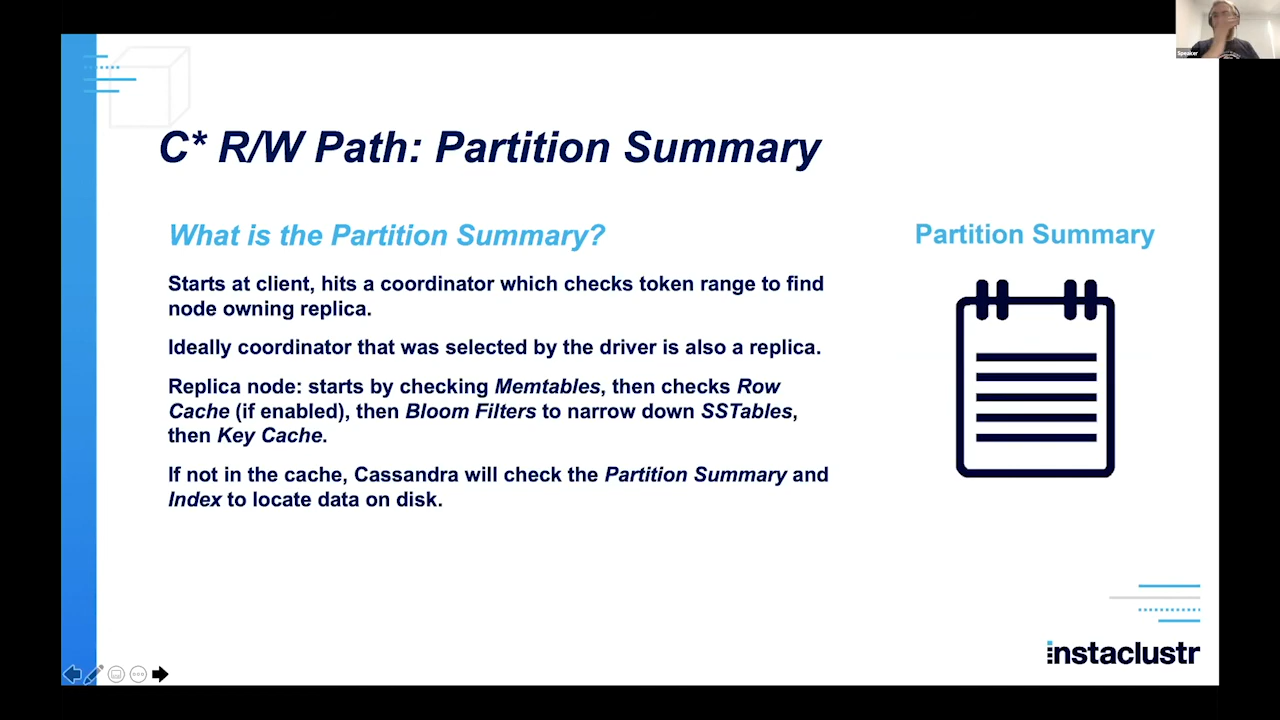 Speaker
C* R/W Path: Partition Summary
What is the Partition Summary?
Partition Summary
Starts at client, hits a coordinator which checks token range to find
node owning replica.
Ideally coordinator that was selected by the driver is also a replica.
Replica node: starts by checking Memtables, then checks Row
Cache (if enabled), then Bloom Filters to narrow down SSTables,
then Key Cache.
If not in the cache, Cassandra will check the Partition Summary and
Index to locate data on disk.
instaclustr